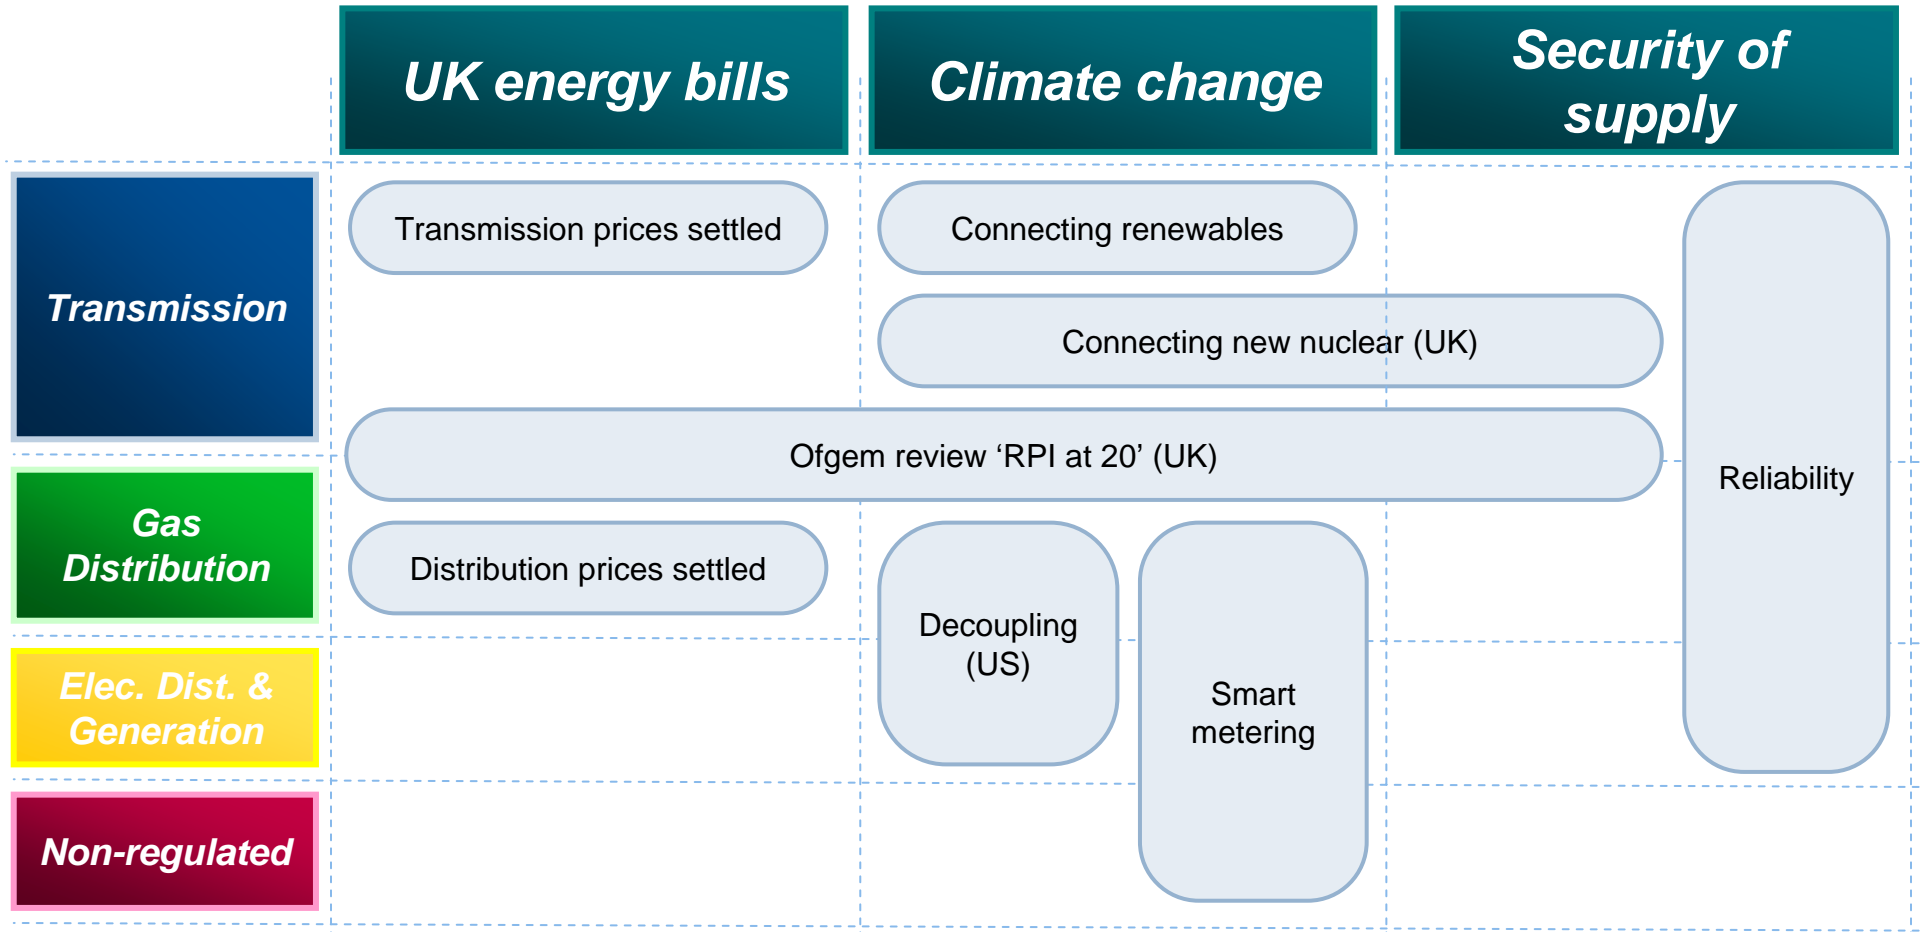 UK energy bills
Climate change
Security of
supply
Transmission
Transmission prices settled
Connecting renewables
Connecting new nuclear (UK)
Ofgem review ‘RPI at 20’ (UK)
Reliability
Gas
Distribution
Distribution prices settled
Decoupling
(US)
Smart
metering
Elec. Dist. &
Generation
Non-regulated